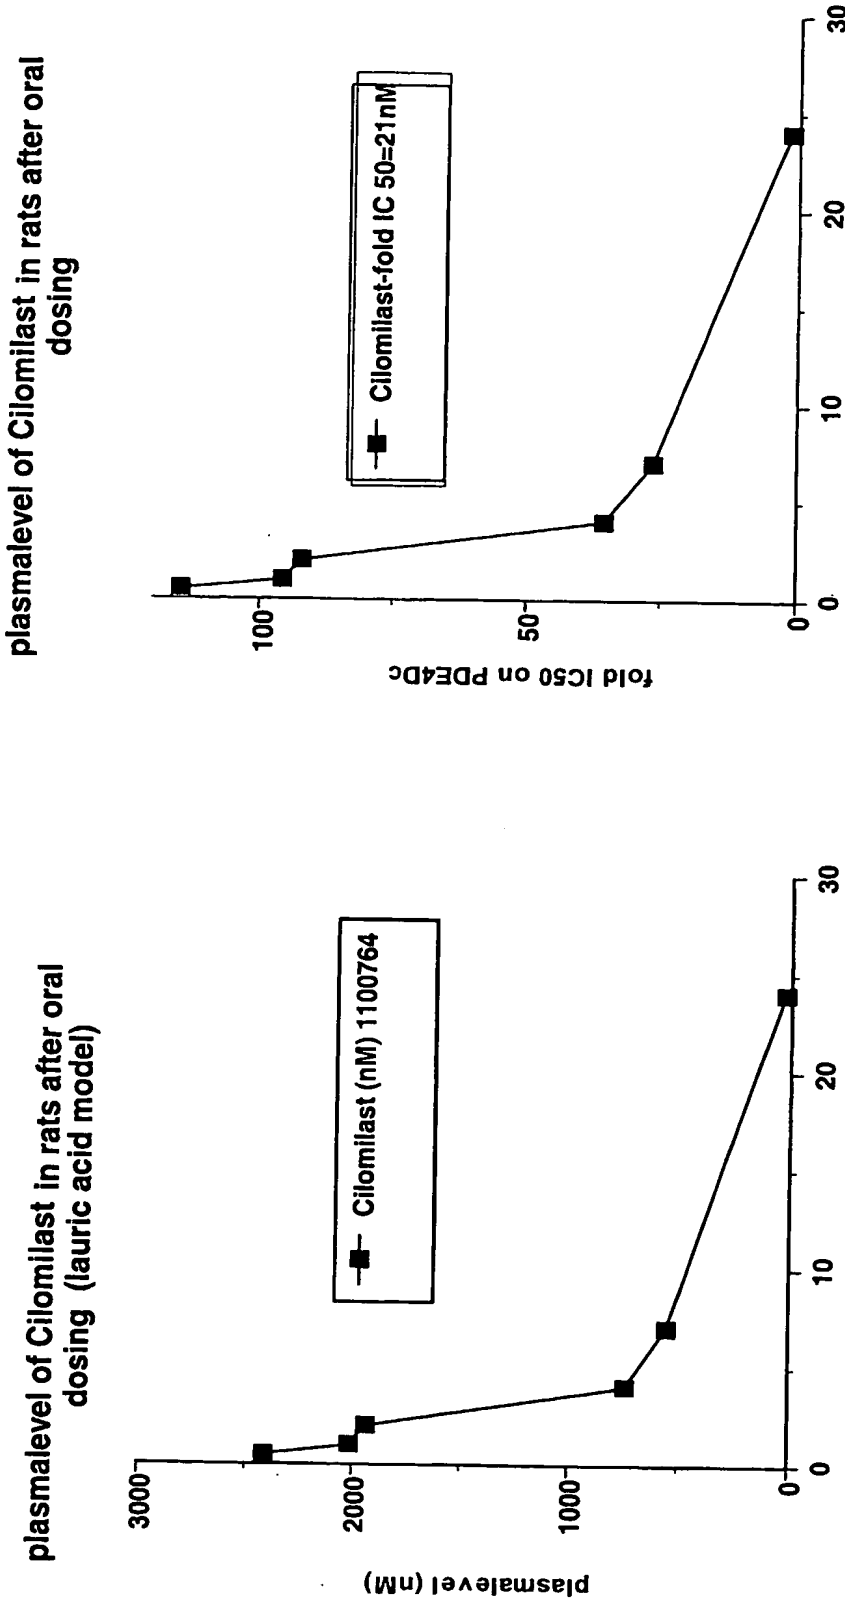 plasmalevel of Cilomilast in rats after oral
dosing (lauric acid model)
plasmalevel (nM)
3000
2000
1000
0
Cilomilast (nM) 1100764
0
10
20
30
plasmalevel of Cilomilast in rats after oral
dosing
fold IC50 on PDE4Dc
100
50
0
Cilomilast-fold IC 50=21nM
0
10
20
30